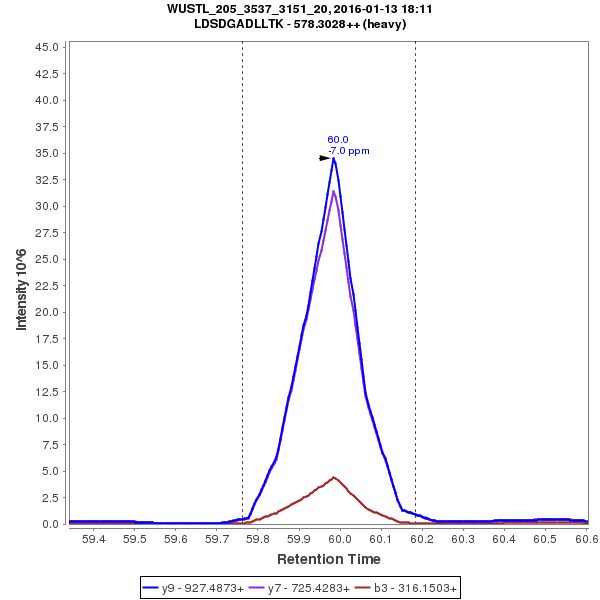 WUSTL_205_3537_3151_20, 2016-01-13 18:11
LDSDGADLLTK - 578.3028++ (heavy)
Intensity 10^6
45.0
42.5
40.0
37.5
35.0
32.5
30.0
27.5
25.0
22.5
20.0
17.5
15.0
12.5
10.0
7.5
5.0
2.5
0.0
60.0
-7.0 ppm
59.4 59.5 59.6 59.7 59.8 59.9 60.0 60.1 60.2 60.3 60.4 60.5 60.6
Retention Time
y9 - 927.4873+ y7 - 725.4283+ b3 - 316.1503+